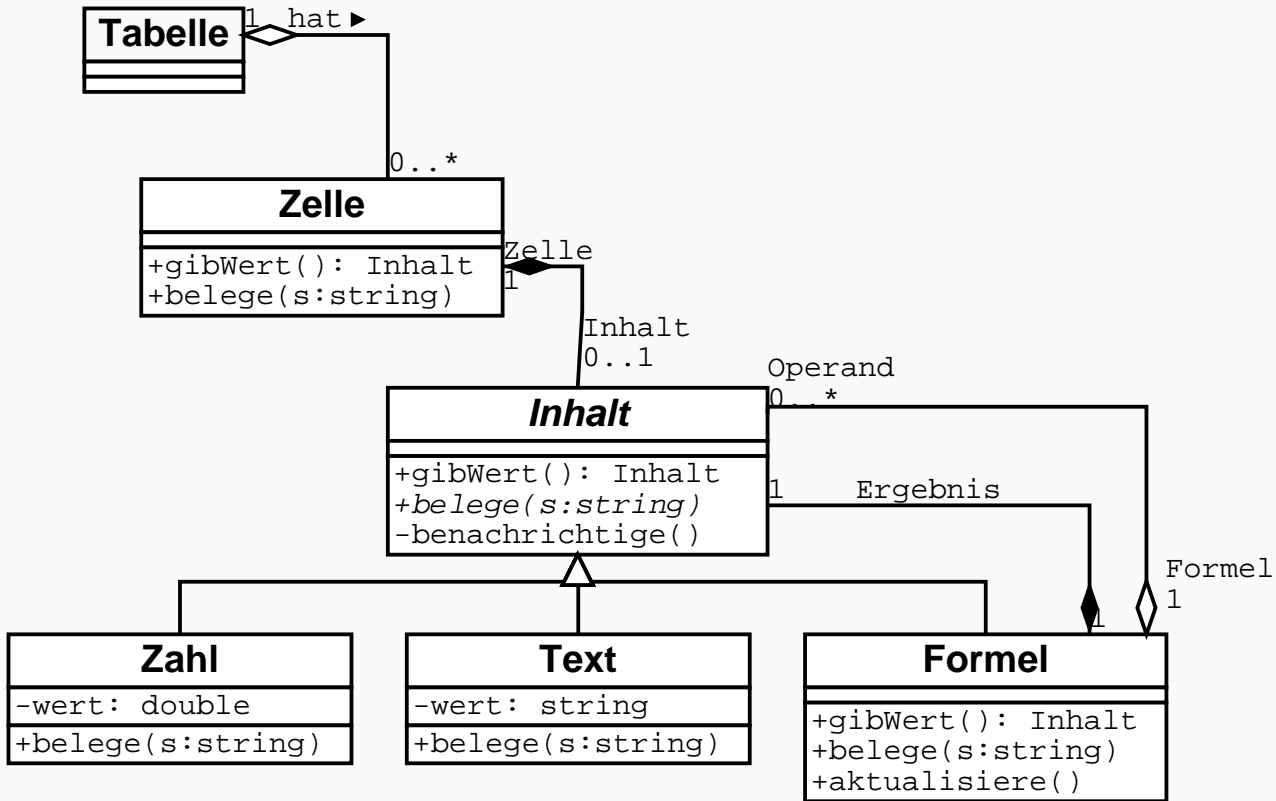 Tabelle
1 hat ►
0..*
Zelle
+gibWert(): Inhalt
+belege(s:string)
Zelle
1
Inhalt
0..1
Inhalt
+gibWert(): Inhalt
+belege(s:string)
-benachrichtige()
Operand
0..*
1 Ergebnis
1
Formel
1
Zahl
-wert: double
+belege(s:string)
Text
-wert: string
+belege(s:string)
Formel
+gibWert(): Inhalt
+belege(s:string)
+aktualisiere()